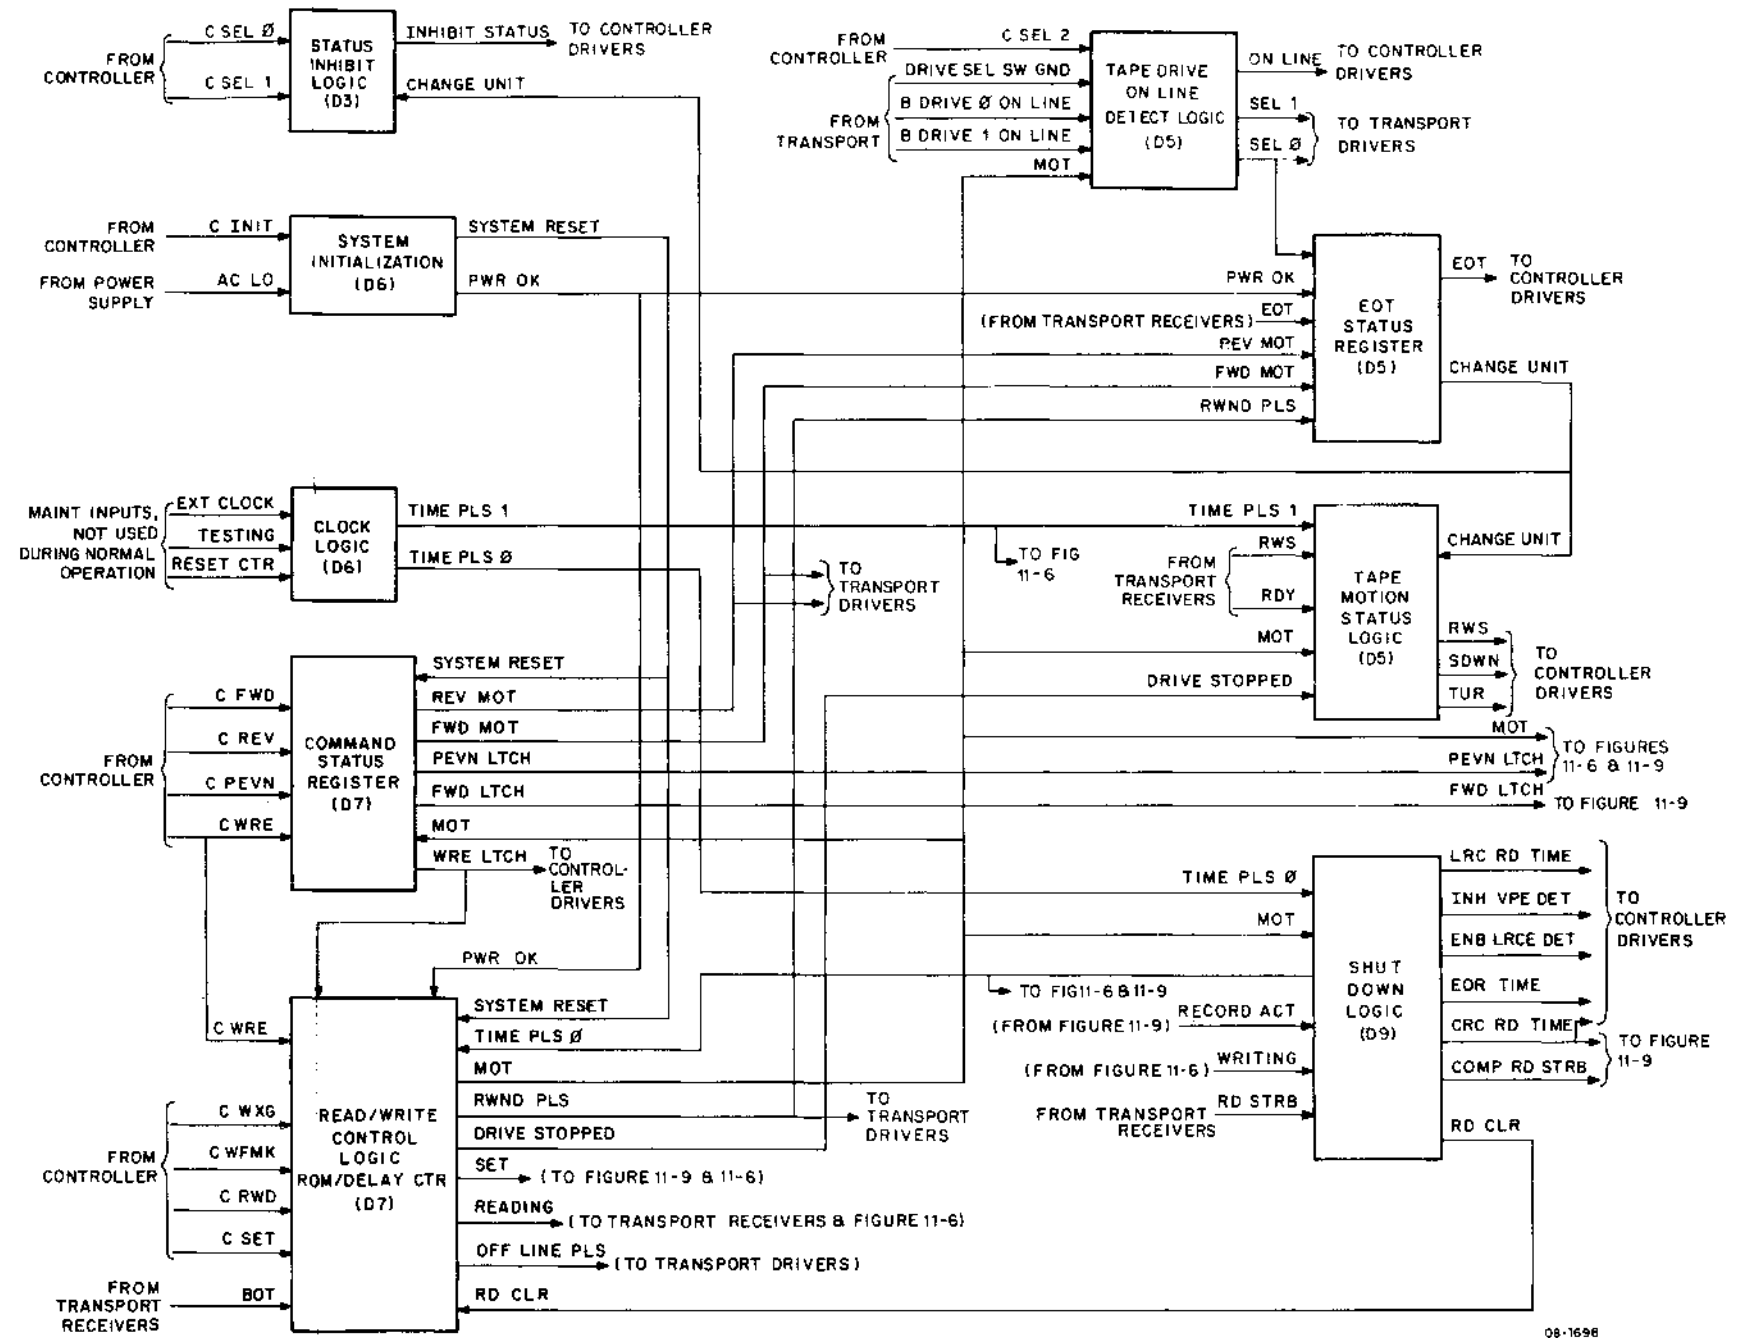 FROM
CONTROLLER
C SEL Ø
C SEL 1
STATUS
INHIBIT
LOGIC
(D3)
INHIBIT STATUS
TO CONTROLLER
DRIVERS
CHANGE UNIT
FROM
CONTROLLER
C SEL 2
DRIVE SEL SW GND
B DRIVE Ø ON LINE
B DRIVE 1 ON LINE
FROM
TRANSPORT
MOT
TAPE DRIVE
ON LINE
DETECT LOGIC
(D5)
ON LINE
TO CONTROLLER
DRIVERS
SEL 1
SEL Ø
TO TRANSPORT
DRIVERS
FROM
CONTROLLER
C INIT
FROM POWER
SUPPLY
AC LO
SYSTEM
INITIALIZATION
(D6)
SYSTEM RESET
PWR OK
PWR OK
(FROM TRANSPORT RECEIVERS)
EOT
REV MOT
FWD MOT
RWND PLS
EOT
STATUS
REGISTER
(D5)
EOT
TO
CONTROLLER
DRIVERS
CHANGE UNIT
MAINT INPUTS,
NOT USED
DURING NORMAL
OPERATION
EXT CLOCK
TESTING
RESET CTR
CLOCK
LOGIC
(D6)
TIME PLS 1
TIME PLS Ø
TO
TRANSPORT
DRIVERS
TO FIG
11-6
TIME PLS 1
RWS
FROM
TRANSPORT
RECEIVERS
RDY
MOT
DRIVE STOPPED
TAPE
MOTION
STATUS
LOGIC
(D5)
CHANGE UNIT
RWS
SDWN
TUR
TO
CONTROLLER
DRIVERS
FROM
CONTROLLER
C FWD
C REV
C PEVN
C WRE
COMMAND
STATUS
REGISTER
(D7)
SYSTEM RESET
REV MOT
FWD MOT
PEVN LTCH
FWD LTCH
MOT
WRE LTCH
TO
CONTROL-
LER
DRIVERS
MOT
PEVN LTCH
TO FIGURES
11-6 & 11-9
FWD LTCH
TO FIGURE 11-9
TIME PLS Ø
MOT
TO FIG11-6 & 11-9
RECORD ACT
(FROM FIGURE 11-9)
WRITING
(FROM FIGURE 11-6)
RD STRB
FROM TRANSPORT
RECEIVERS
SHUT
DOWN
LOGIC
(D9)
LRC RD TIME
INH VPE DET
ENB LRCE DET
EOR TIME
CRC RD TIME
COMP RD STRB
RD CLR
TO
CONTROLLER
DRIVERS
TO FIGURE
11-9
PWR OK
C WRE
FROM
CONTROLLER
C WXG
C WFMK
C RWD
C SET
FROM
TRANSPORT
RECEIVERS
BOT
READ/WRITE
CONTROL
LOGIC
ROM/DELAY CTR
(D7)
SYSTEM RESET
TIME PLS Ø
MOT
RWND PLS
TO
TRANSPORT
DRIVERS
DRIVE STOPPED
SET
(TO FIGURE 11-9 & 11-6)
READING
(TO TRANSPORT RECEIVERS & FIGURE 11-6)
OFF LINE PLS
(TO TRANSPORT DRIVERS)
RD CLR
08-1698